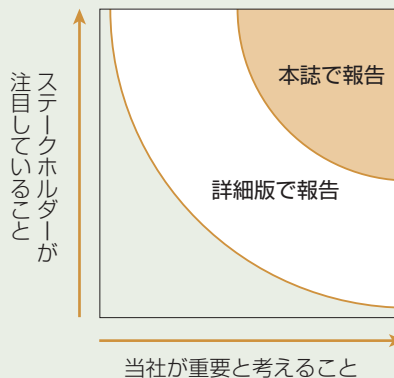 ステークホルダーが
注目していること
本誌で報告
詳細版で報告
当社が重要と考えること